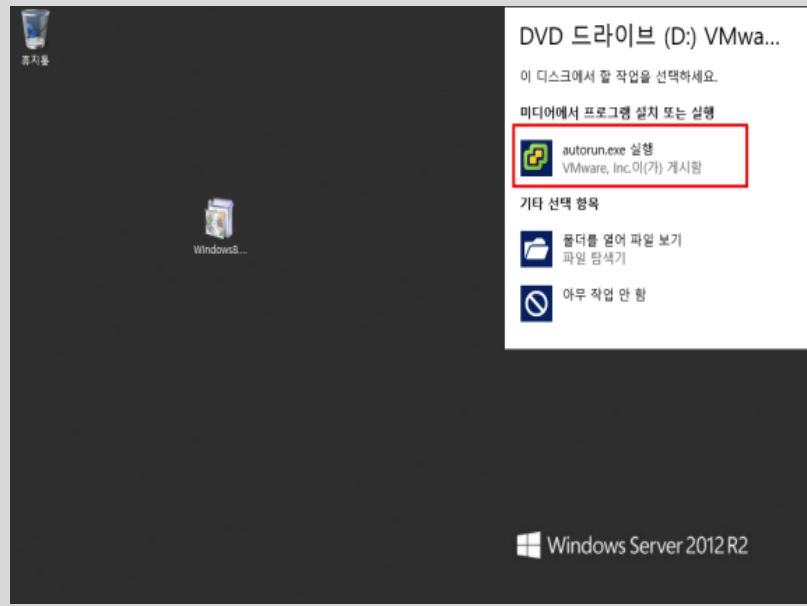 휴지통
Windows8....
DVD 드라이브 (D:) VMwa...
이 디스크에서 할 작업을 선택하세요.
미디어에서 프로그램 설치 또는 실행
autorun.exe 실행
VMware, Inc.이(가) 게시함
기타 선택 항목
폴더를 열어 파일 보기
파일 탐색기
아무 작업 안 함
Windows Server 2012 R2